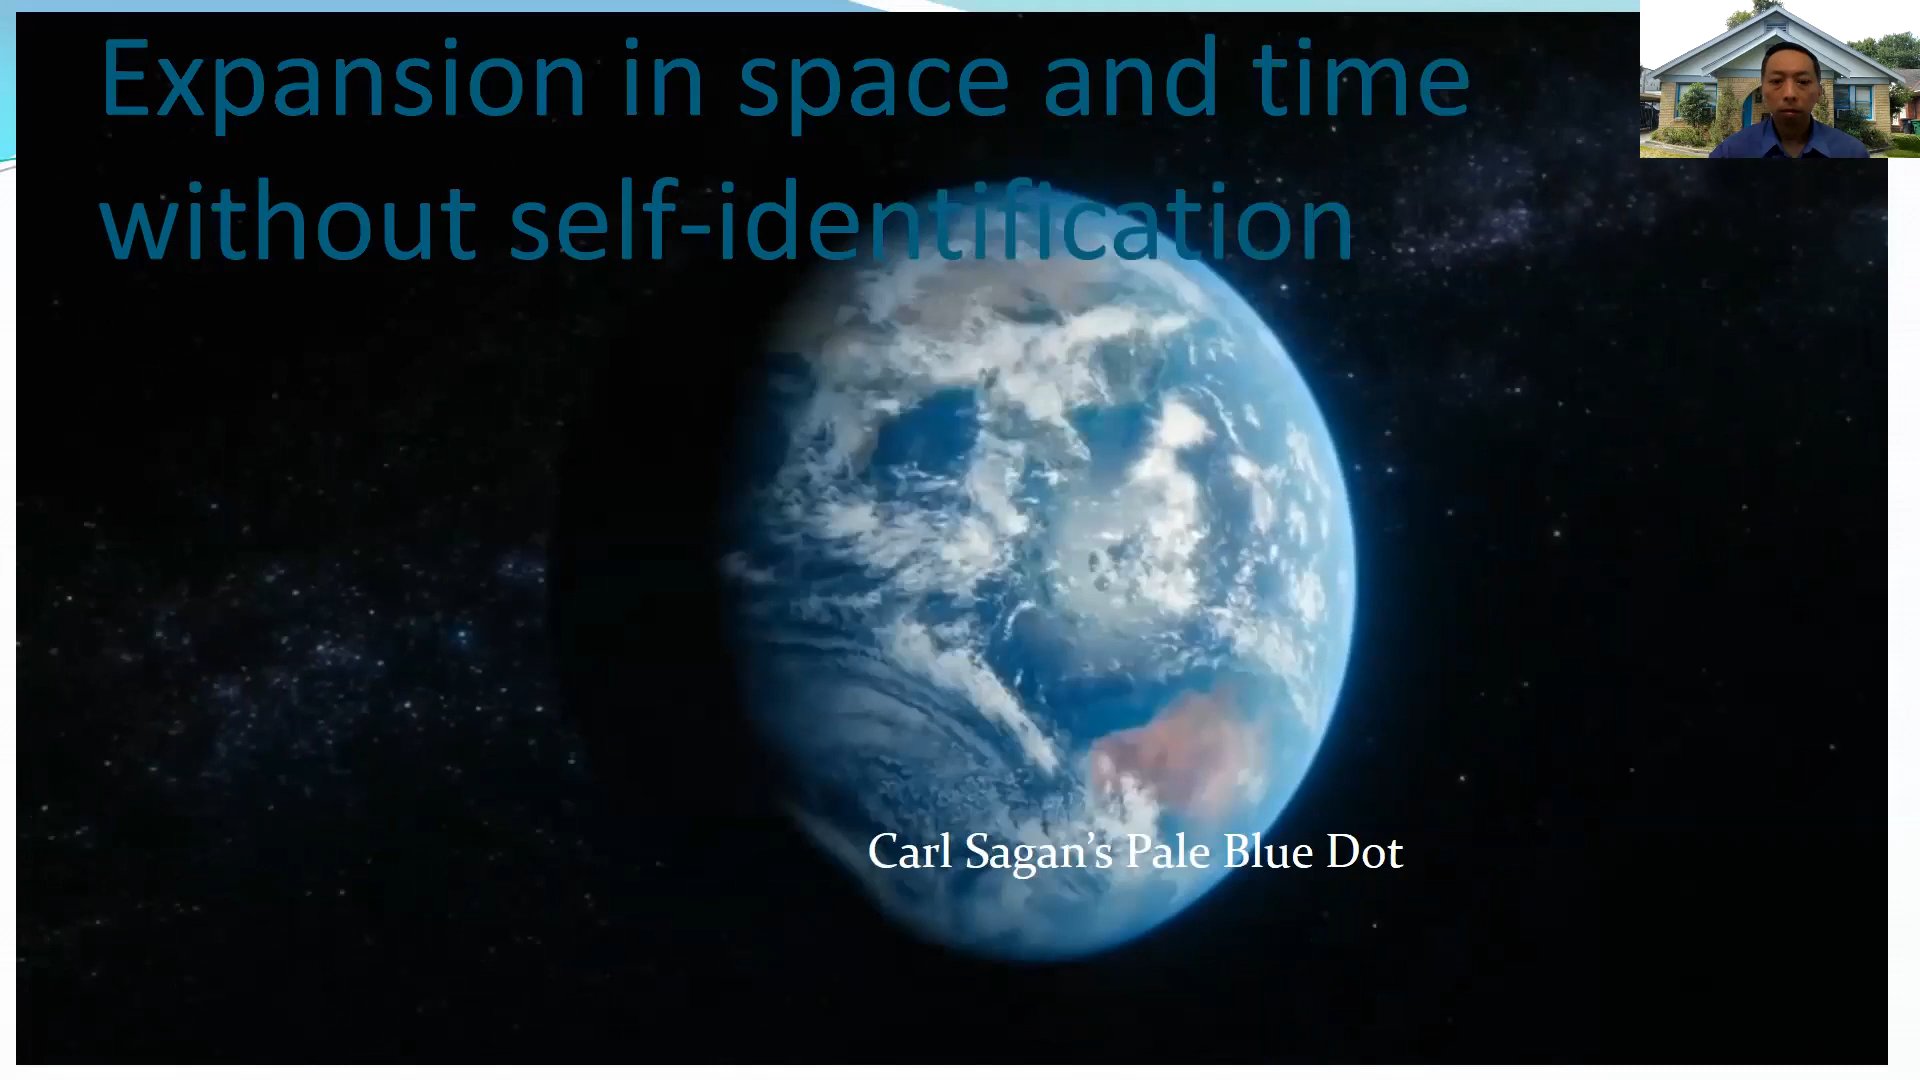 Expansion in space and time
without self-identification
Carl Sagan’s Pale Blue Dot